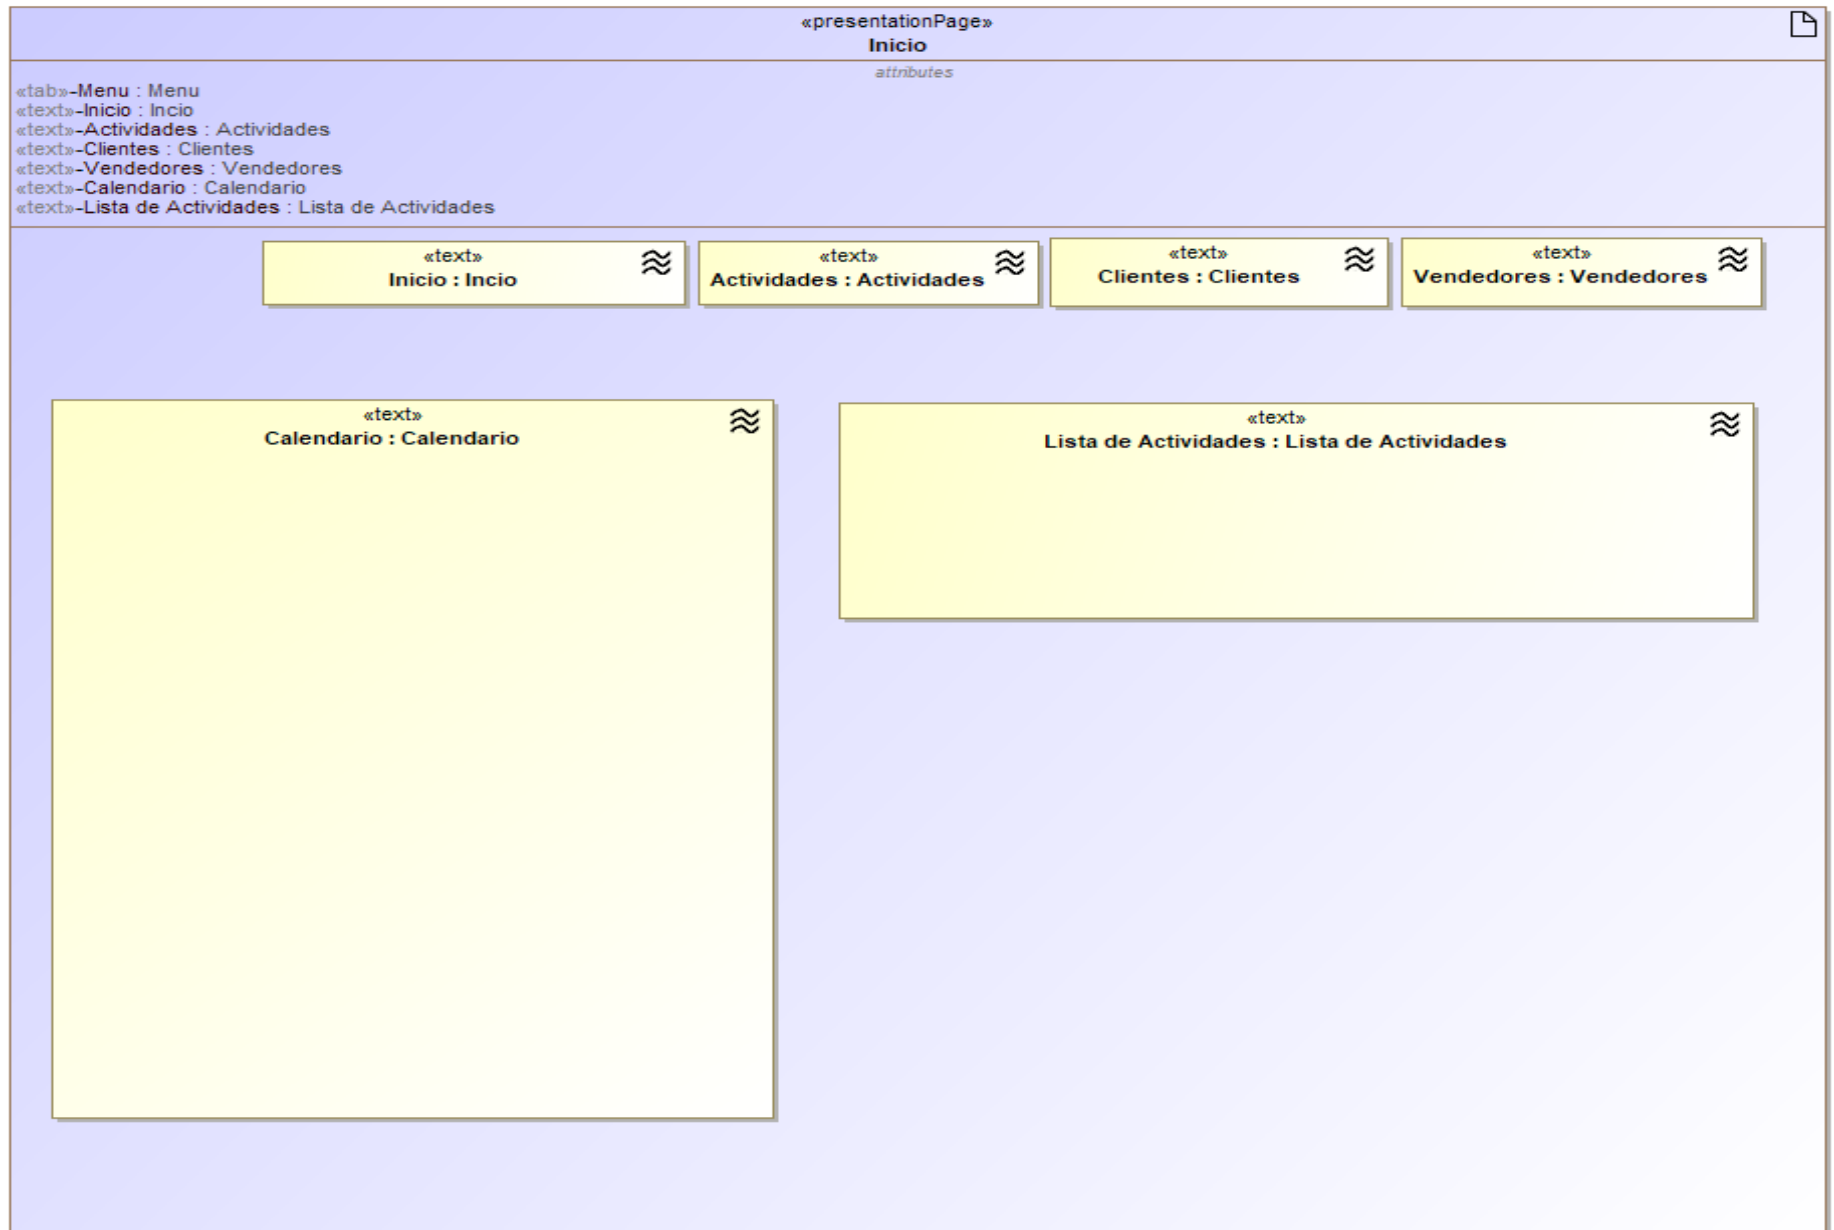 «presentationPage»
Inicio
attributes
«tab»-Menu : Menu
«text»-Inicio : Incio
«text»-Actividades : Actividades
«text»-Clientes : Clientes
«text»-Vendedores : Vendedores
«text»-Calendario : Calendario
«text»-Lista de Actividades : Lista de Actividades
«text»
Inicio : Incio
«text»
Actividades : Actividades
«text»
Clientes : Clientes
«text»
Vendedores : Vendedores
«text»
Calendario : Calendario
«text»
Lista de Actividades : Lista de Actividades